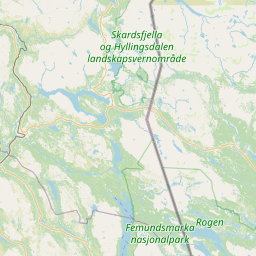 Skardsfjella
og Hyllingsdalen
landskapsvernområde
Rogen
Femundsmarka
nasjonalpark